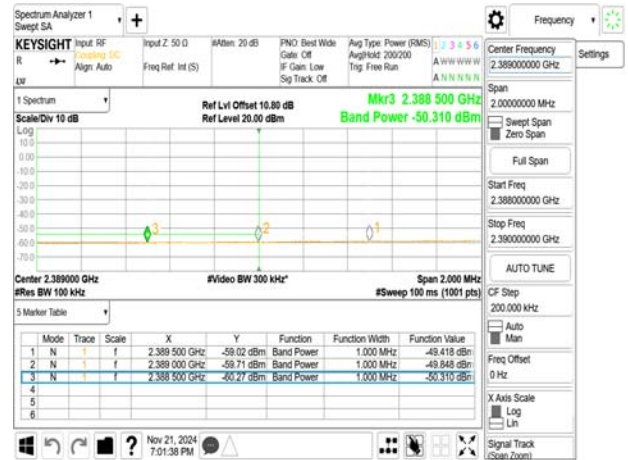 Spectrum Analyzer 1
Swept SA
+
Frequency
KEYSIGHT
Input: RF
Coupling: DC
Align: Auto
Input Z: 50 Ω
Freq Ref: Int (S)
#Atten: 20 dB
PNO: Best Wide
Gate: Off
IF Gain: Low
Sig Track: Off
Avg Type: Power (RMS)
Avg|Hold: 200/200
Trig: Free Run
1 2 3 4 5 6
A W W W W W
A N N N N N
R
LW
Settings
1 Spectrum
Scale/Div 10 dB
Ref Lvl Offset 10.80 dB
Ref Level 20.00 dBm
Mkr3 2.388 500 GHz
Band Power -50.310 dBm
Log
10.0
0.00
-10.0
-20.0
-30.0
-40.0
-50.0
-60.0
-70.0
3
2
1
Center 2.389000 GHz
#Res BW 100 kHz
#Video BW 300 kHz*
Span 2.000 MHz
#Sweep 100 ms (1001 pts)
5 Marker Table
Mode Trace Scale X Y Function Function Width Function Value
1 N 1 f 2.389 500 GHz -59.02 dBm Band Power 1.000 MHz -49.418 dBm
2 N 1 f 2.389 000 GHz -59.71 dBm Band Power 1.000 MHz -49.848 dBm
3 N 1 f 2.388 500 GHz -60.27 dBm Band Power 1.000 MHz -50.310 dBm
4
5
6
?
Nov 21, 2024
7:01:38 PM
Center Frequency
2.389000000 GHz
Span
2.00000000 MHz
Swept Span
Zero Span
Full Span
Start Freq
2.388000000 GHz
Stop Freq
2.390000000 GHz
AUTO TUNE
CF Step
200.000 kHz
Auto
Man
Freq Offset
0 Hz
X Axis Scale
Log
Lin
Signal Track
(Span Zoom)